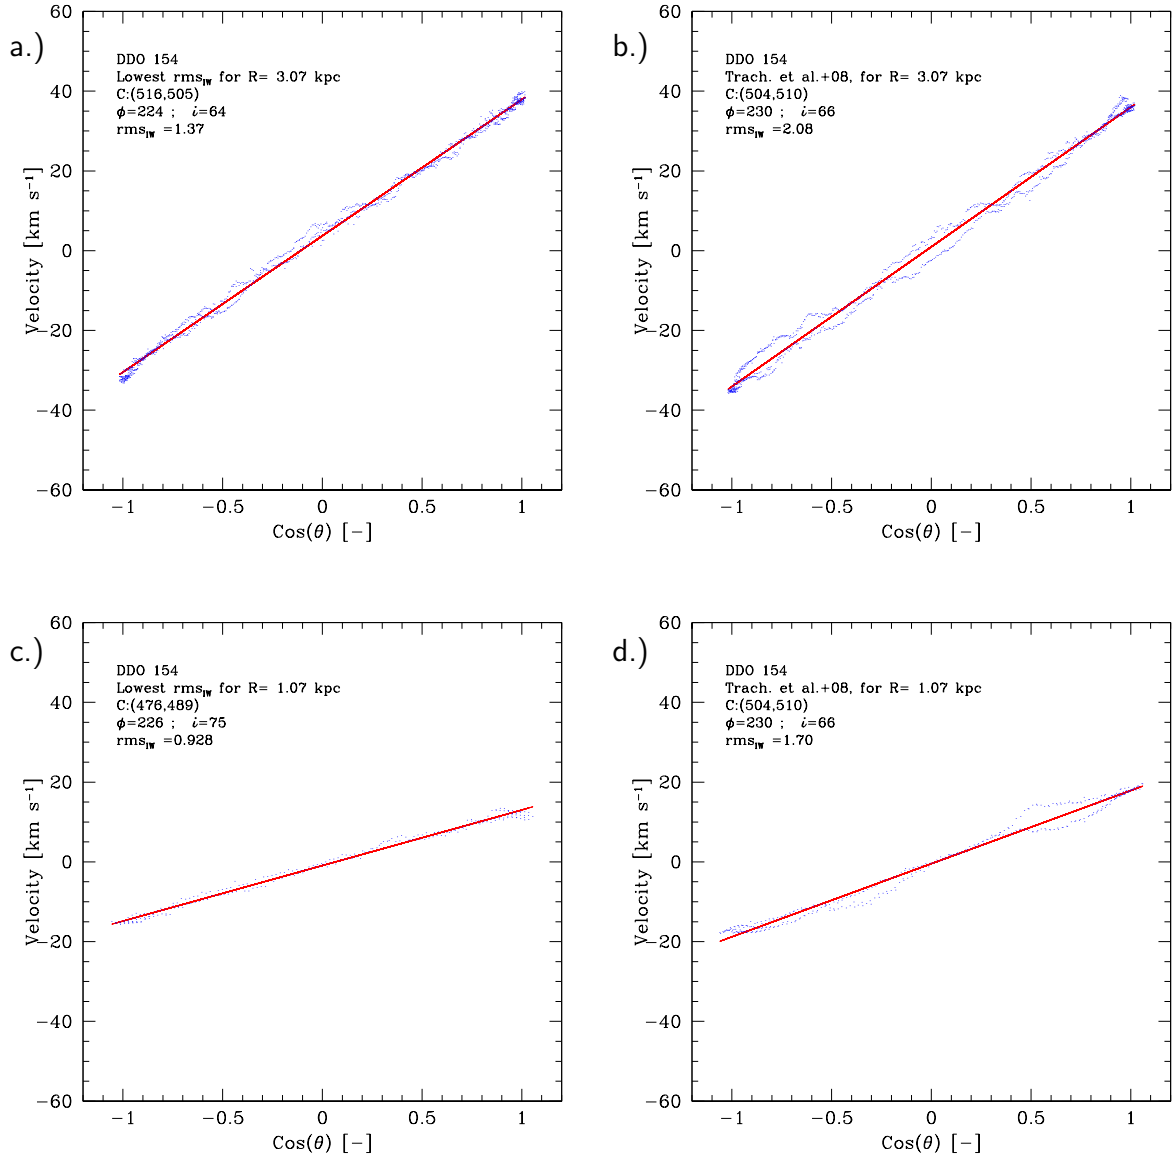 a.)
DDO 154
Lowest rms_IW for R= 3.07 kpc
C:(516,505)
ϕ=224 ; i=64
rms_IW =1.37
60
40
20
0
−20
−40
−60
Velocity [km s⁻¹]
−1 −0.5 0 0.5 1
Cos(θ) [−]
b.)
DDO 154
Trach. et al.+08, for R= 3.07 kpc
C:(504,510)
ϕ=230 ; i=66
rms_IW =2.08
60
40
20
0
−20
−40
−60
Velocity [km s⁻¹]
−1 −0.5 0 0.5 1
Cos(θ) [−]
c.)
DDO 154
Lowest rms_IW for R= 1.07 kpc
C:(476,489)
ϕ=226 ; i=75
rms_IW =0.928
60
40
20
0
−20
−40
−60
Velocity [km s⁻¹]
−1 −0.5 0 0.5 1
Cos(θ) [−]
d.)
DDO 154
Trach. et al.+08, for R= 1.07 kpc
C:(504,510)
ϕ=230 ; i=66
rms_IW =1.70
60
40
20
0
−20
−40
−60
Velocity [km s⁻¹]
−1 −0.5 0 0.5 1
Cos(θ) [−]